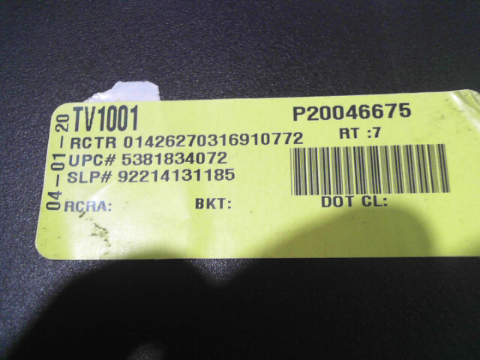 04-01-20
TV1001 P20046675
RCTR 01426270316910772 RT :7
UPC# 5381834072
SLP# 92214131185
RCRA: BKT: DOT CL: